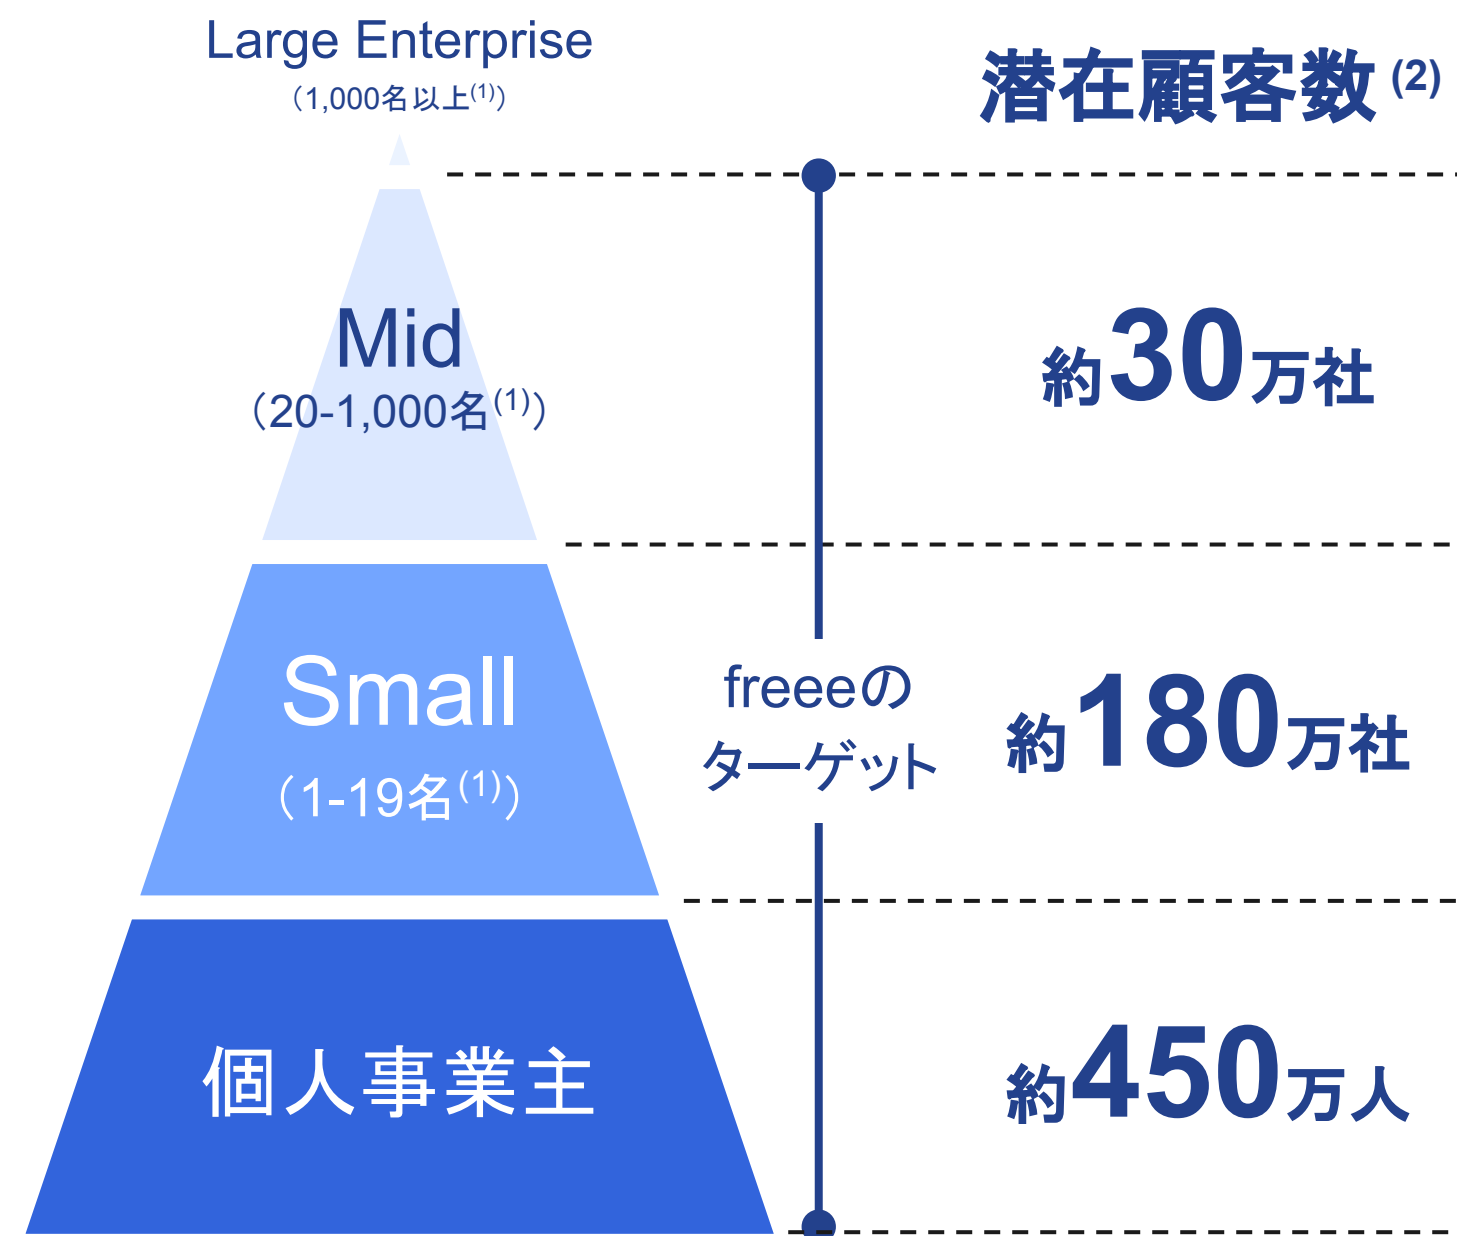 Large Enterprise
（1,000名以上(1)）
潜在顧客数(2)
Mid
（20-1,000名(1)）
約30万社
Small
（1-19名(1)）
freeeの
ターゲット
約180万社
個人事業主
約450万人